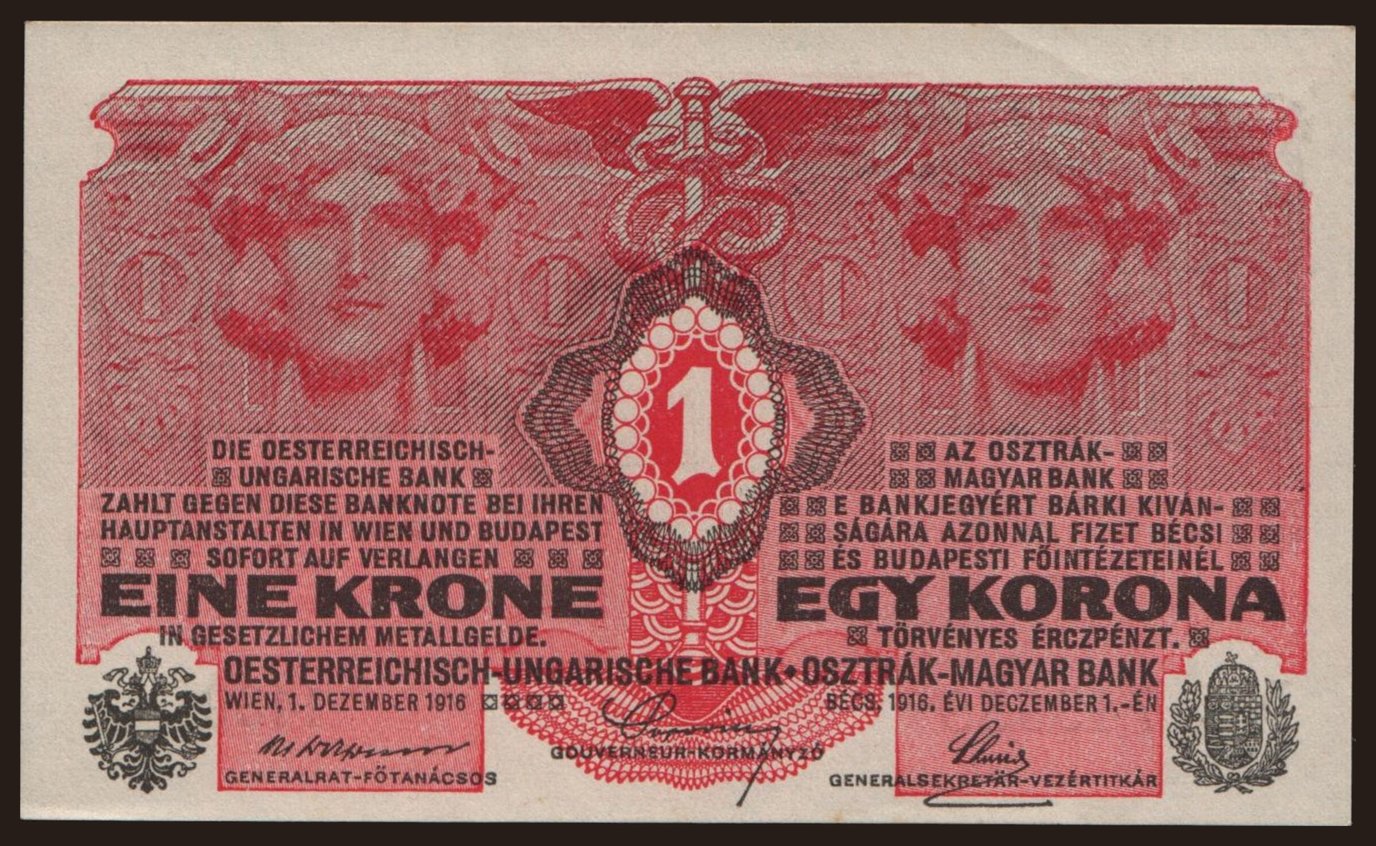 1
DIE OESTERREICHISCH-
UNGARISCHE BANK
ZAHLT GEGEN DIESE BANKNOTE BEI IHREN
HAUPTANSTALTEN IN WIEN UND BUDAPEST
SOFORT AUF VERLANGEN
EINE KRONE
IN GESETZLICHEM METALLGELDE.
AZ OSZTRÁK-
MAGYAR BANK
E BANKJEGYÉRT BÁRKI KIVÁN-
SÁGÁRA AZONNAL FIZET BÉCSI
ÉS BUDAPESTI FŐINTÉZETEINÉL
EGY KORONA
TÖRVÉNYES ÉRCZPÉNZT.
OESTERREICHISCH-UNGARISCHE BANK • OSZTRÁK-MAGYAR BANK
WIEN, 1. DEZEMBER 1916
BÉCS, 1916. ÉVI DECZEMBER 1.-ÉN
GENERALRAT-FŐTANÁCSOS
GOUVERNEUR-KORMÁNYZÓ
GENERALSEKRETÄR-VEZÉRTITKÁR